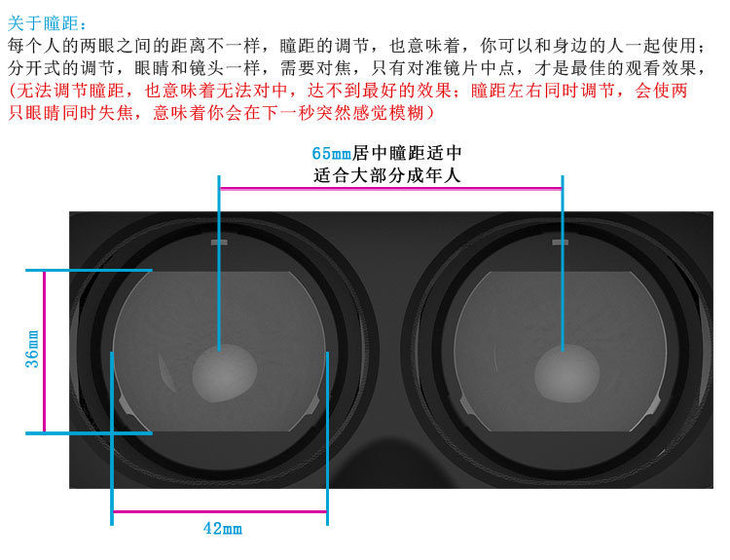 关于瞳距：
每个人的两眼之间的距离不一样，瞳距的调节，也意味着，你可以和身边的人一起使用；
分开式的调节，眼睛和镜头一样，需要对焦，只有对准镜片中点，才是最佳的观看效果，
(无法调节瞳距，也意味着无法对中，达不到最好的效果；瞳距左右同时调节，会使两
只眼睛同时失焦，意味着你会在下一秒突然感觉模糊）
65mm居中瞳距适中
适合大部分成年人
36mm
42mm